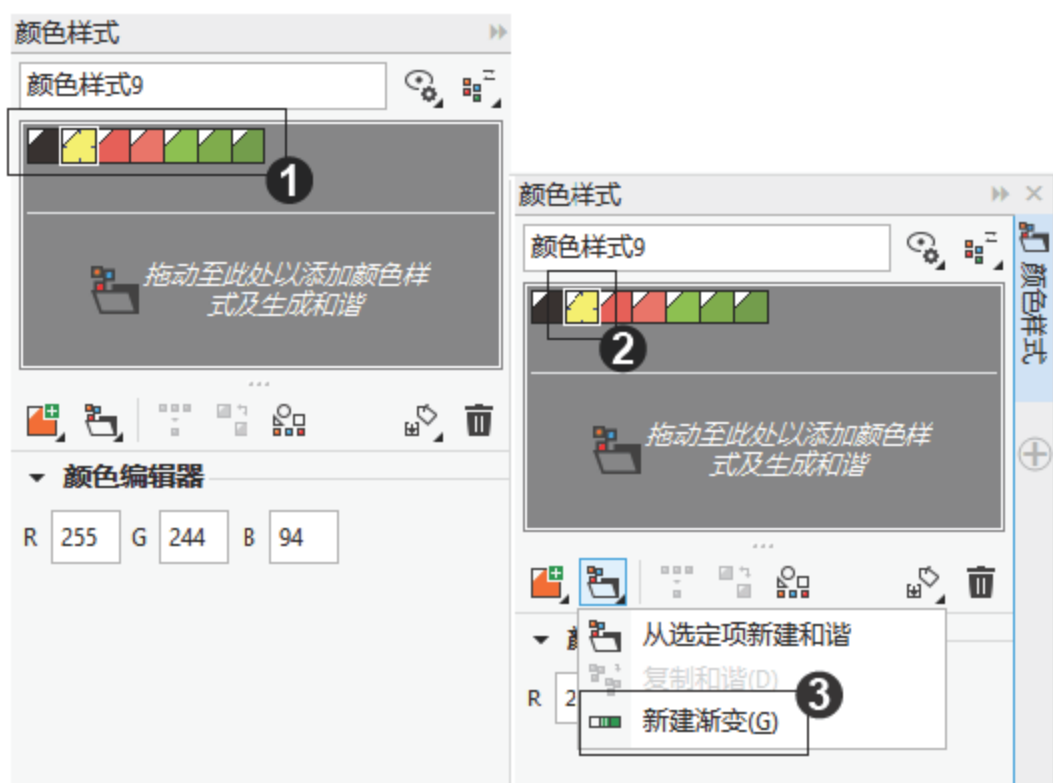 颜色样式
颜色样式9
1
拖动至此处以添加颜色样
式及生成和谐
颜色编辑器
R 255 G 244 B 94
颜色样式
颜色样式9
颜色样式
2
拖动至此处以添加颜色样
式及生成和谐
从选定项新建和谐
复制和谐(D)
R 2
3
新建渐变(G)